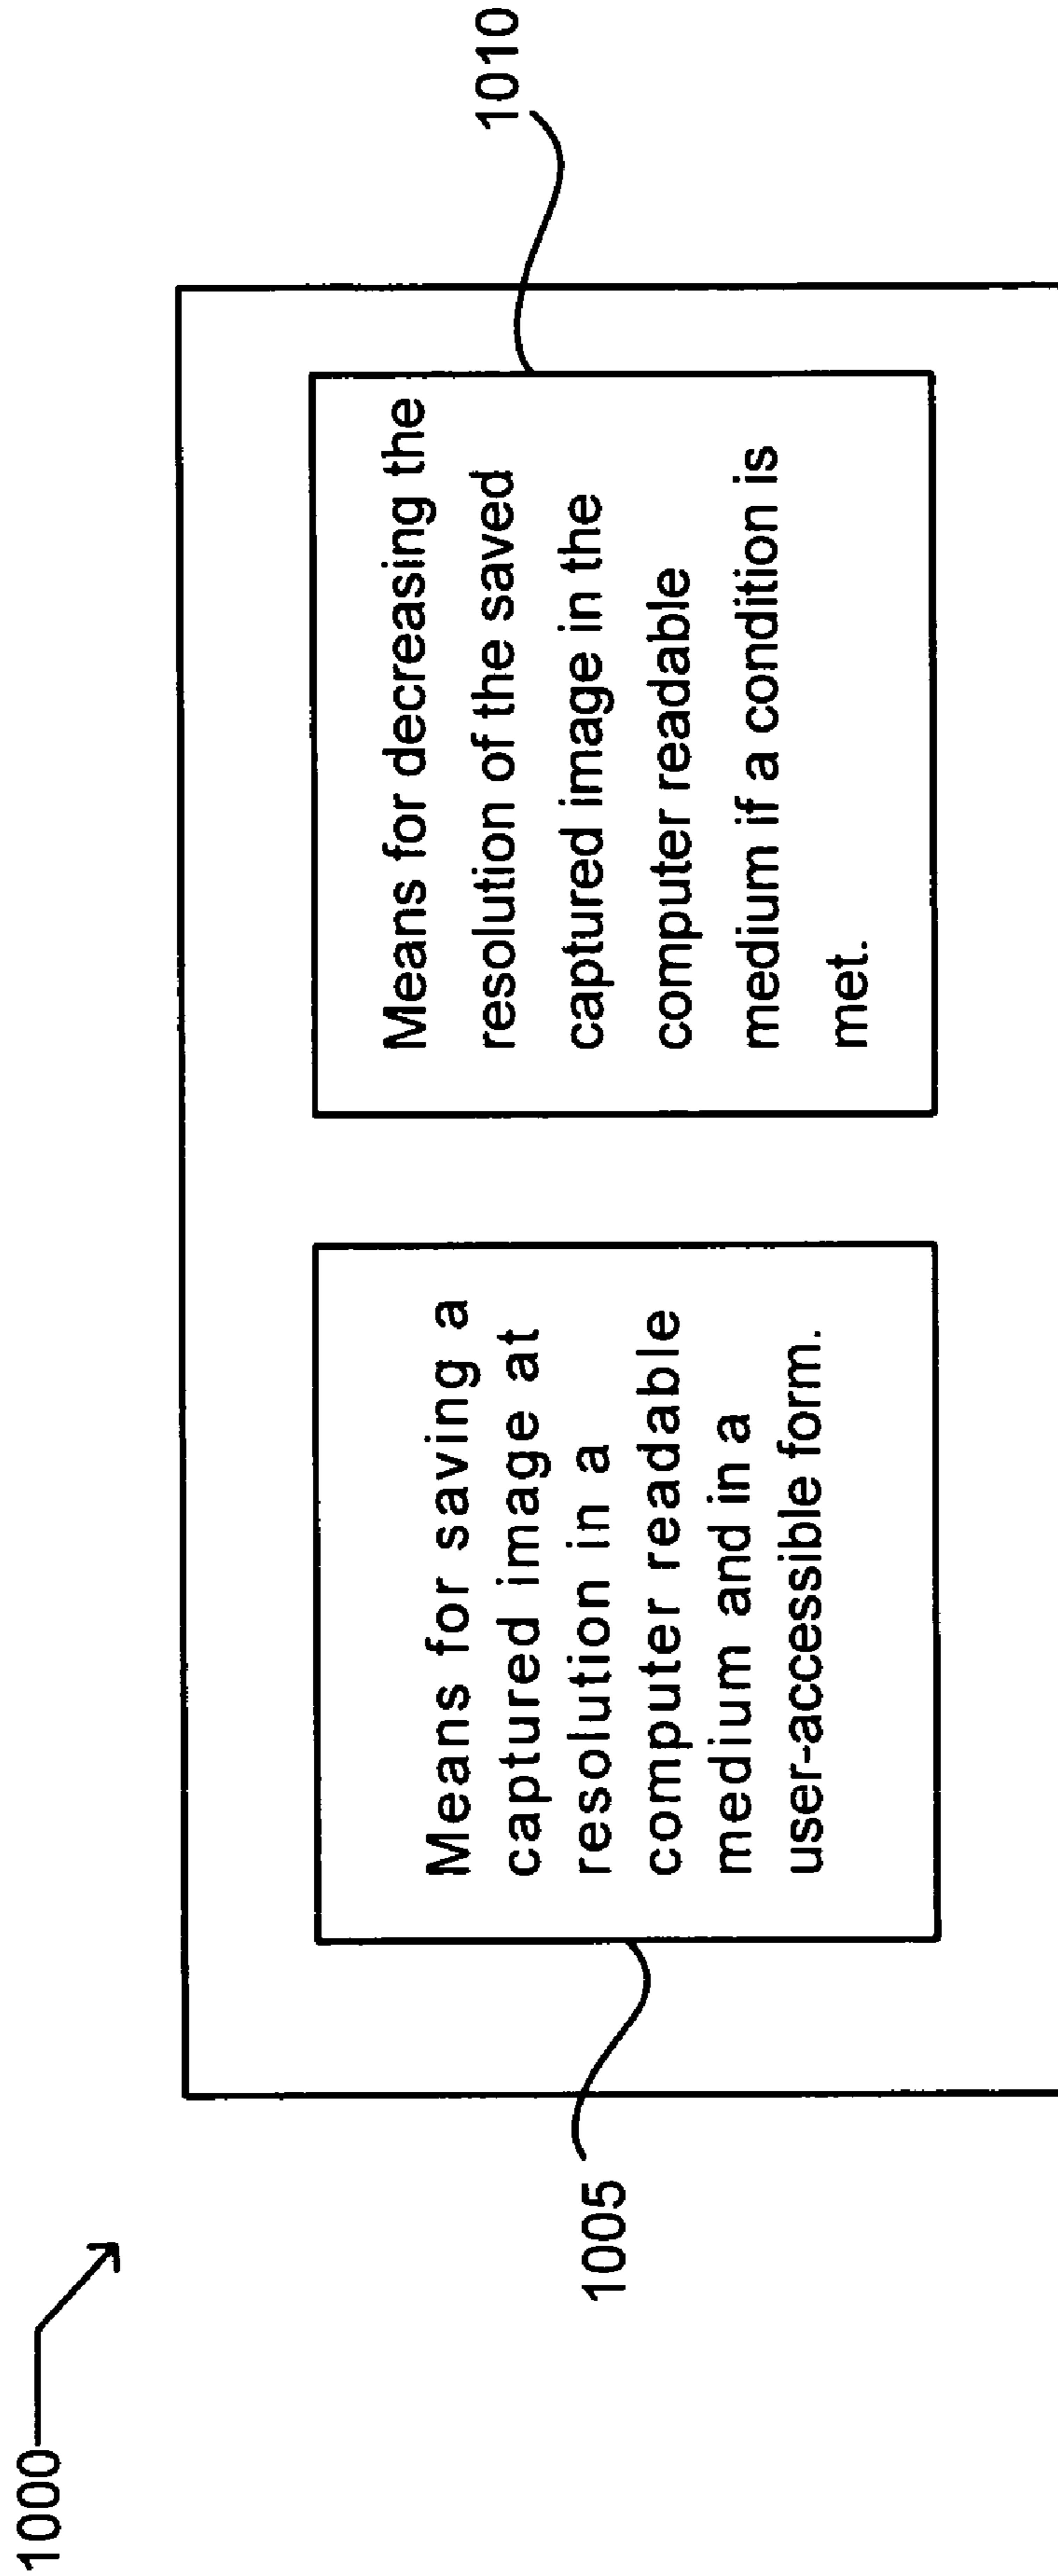 1000
Means for saving a
captured image at
resolution in a
computer readable
medium and in a
user-accessible form.
1005
Means for decreasing the
resolution of the saved
captured image in the
computer readable
medium if a condition is
met.
1010